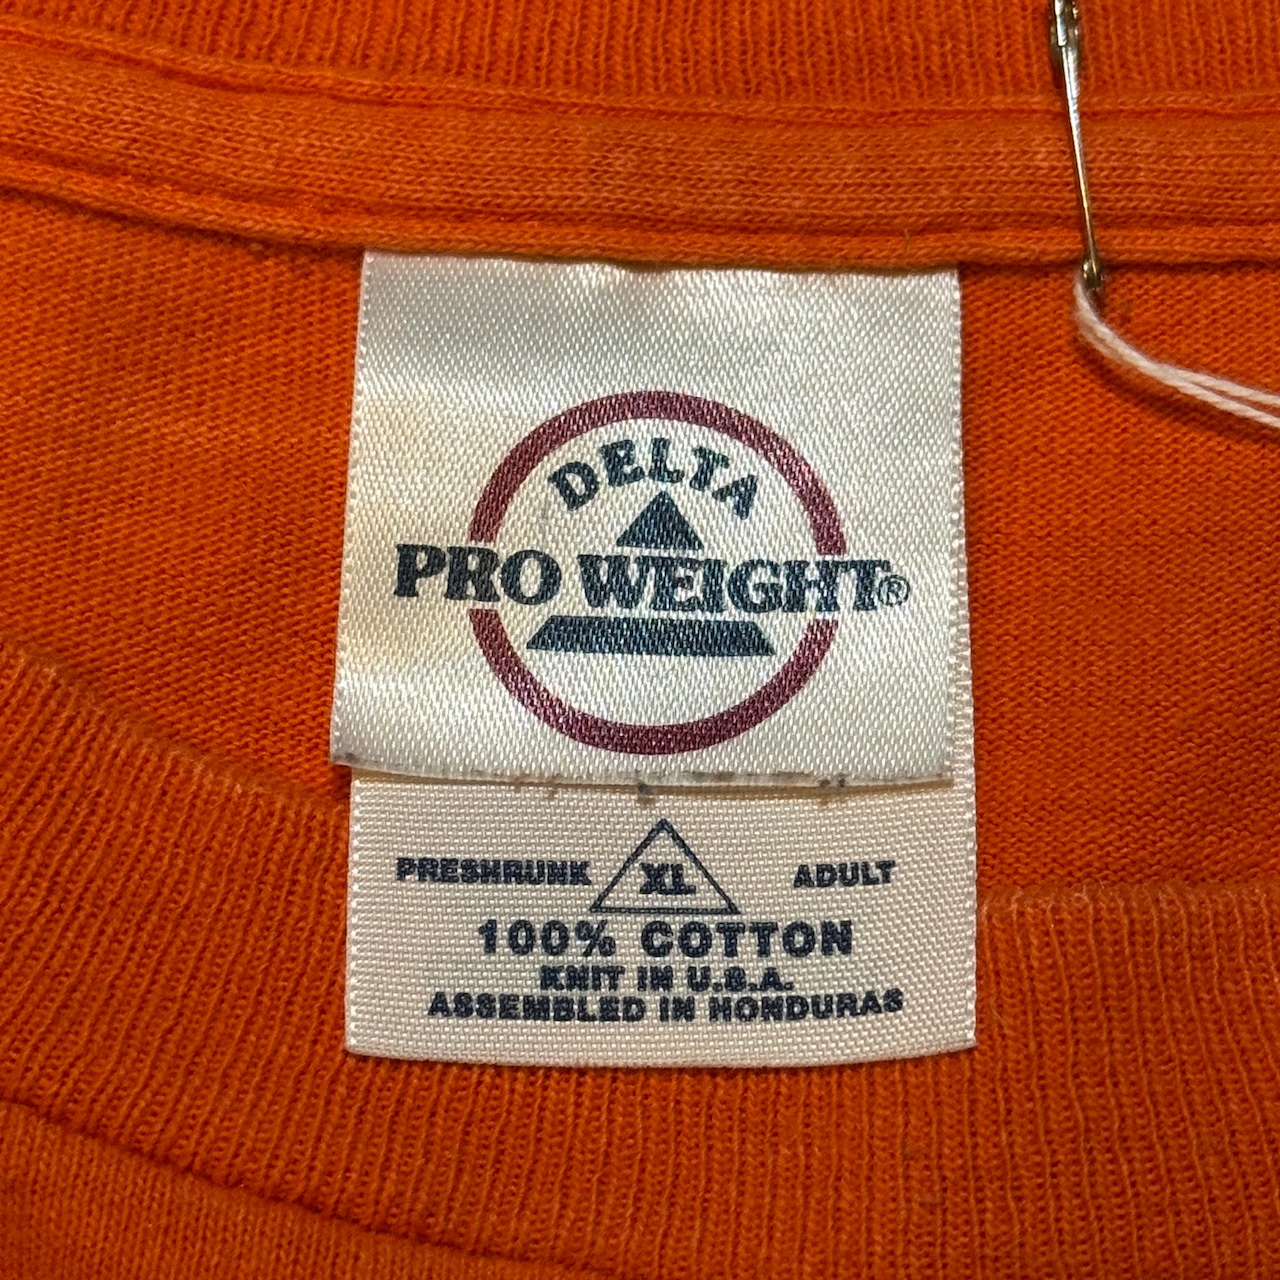 DELTA
PRO WEIGHT®
PRESHRUNK XL ADULT
100% COTTON
KNIT IN U.S.A.
ASSEMBLED IN HONDURAS